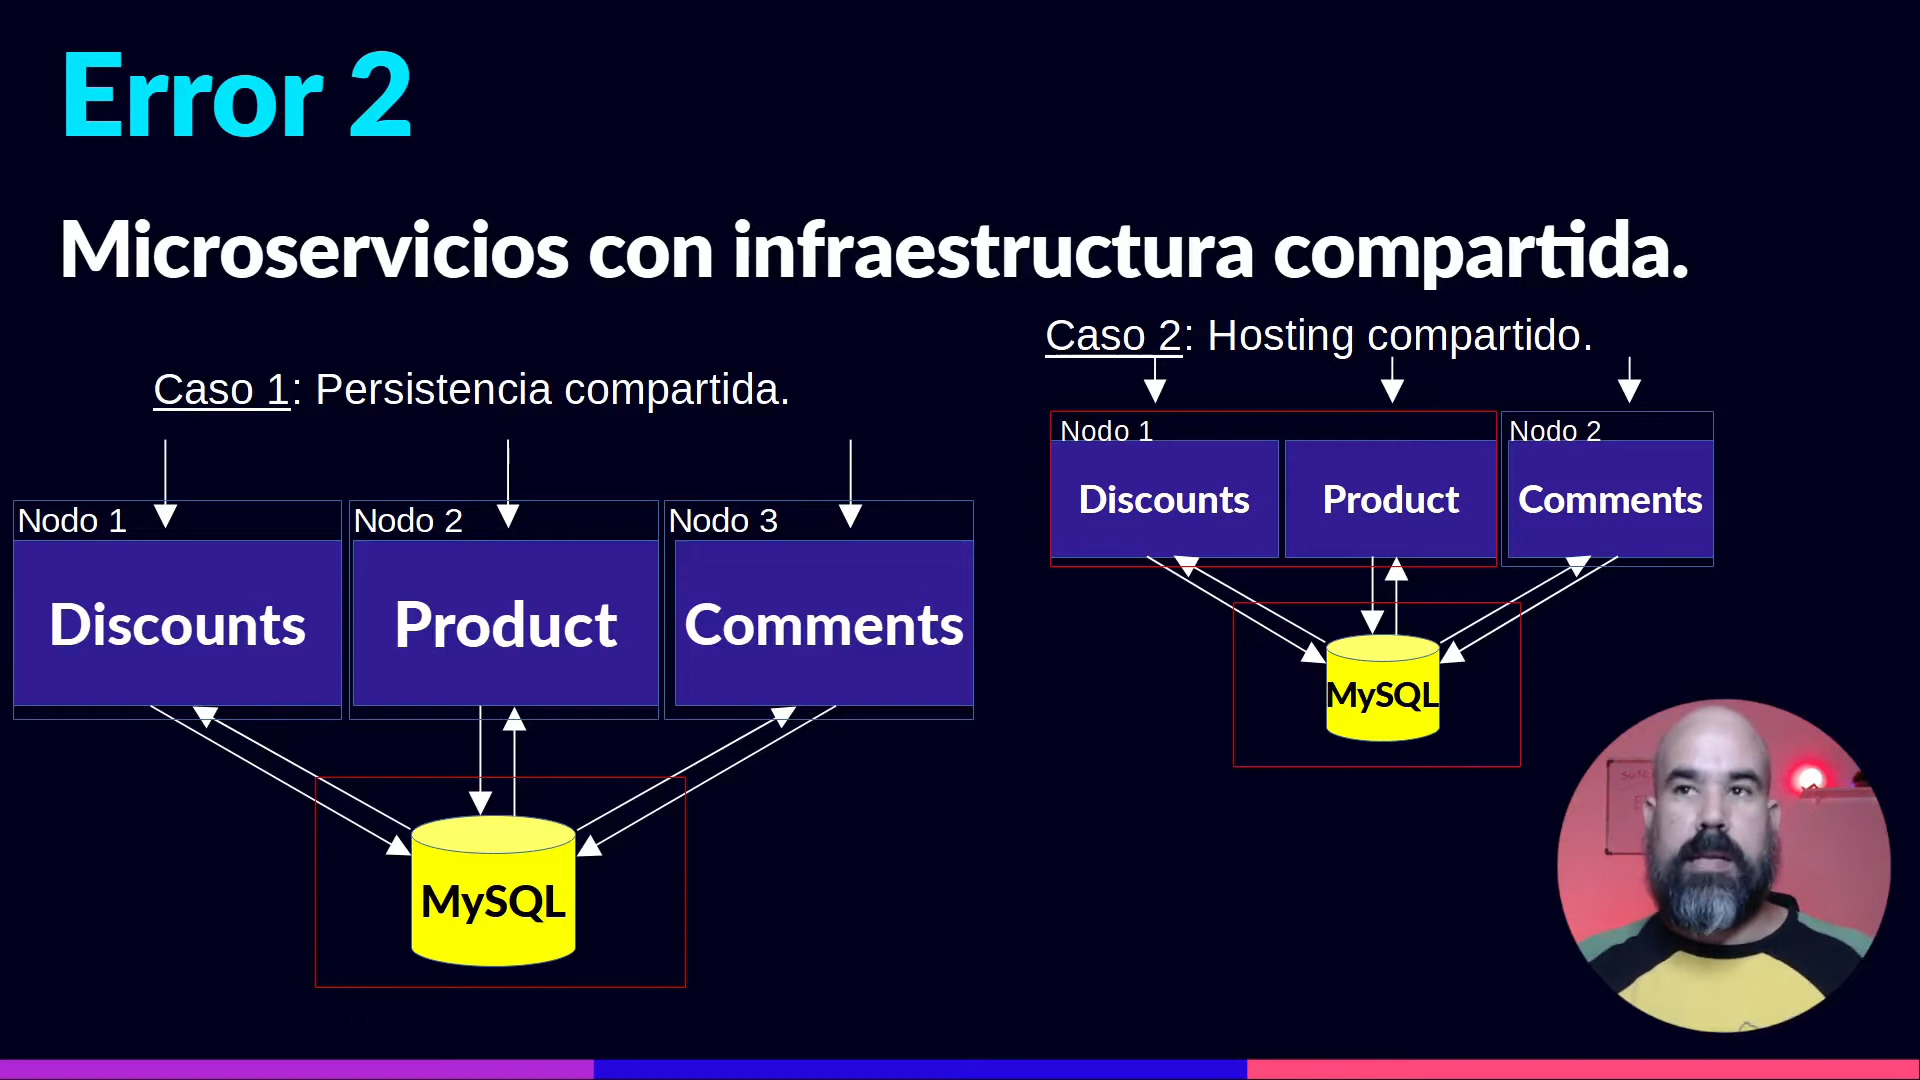 Error 2
Microservicios con infraestructura compartida.
Caso 1: Persistencia compartida.
Nodo 1
Nodo 2
Nodo 3
Discounts
Product
Comments
MySQL
Caso 2: Hosting compartido.
Nodo 1
Nodo 2
Discounts
Product
Comments
MySQL